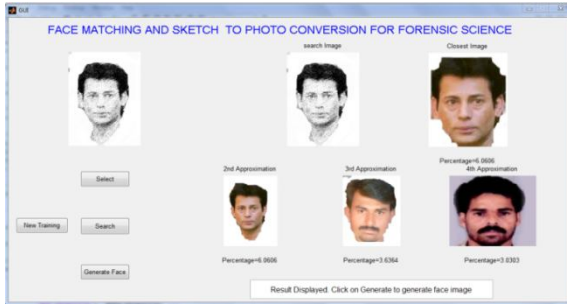 GUI
FACE MATCHING AND SKETCH TO PHOTO CONVERSION FOR FORENSIC SCIENCE
search Image
Closest Image
Percentage=6.0606
Select
2nd Approximation
3rd Approximation
4th Approximation
New Training
Search
Percentage=6.0606
Percentage=3.6364
Percentage=3.0303
Generate Face
Result Displayed. Click on Generate to generate face image